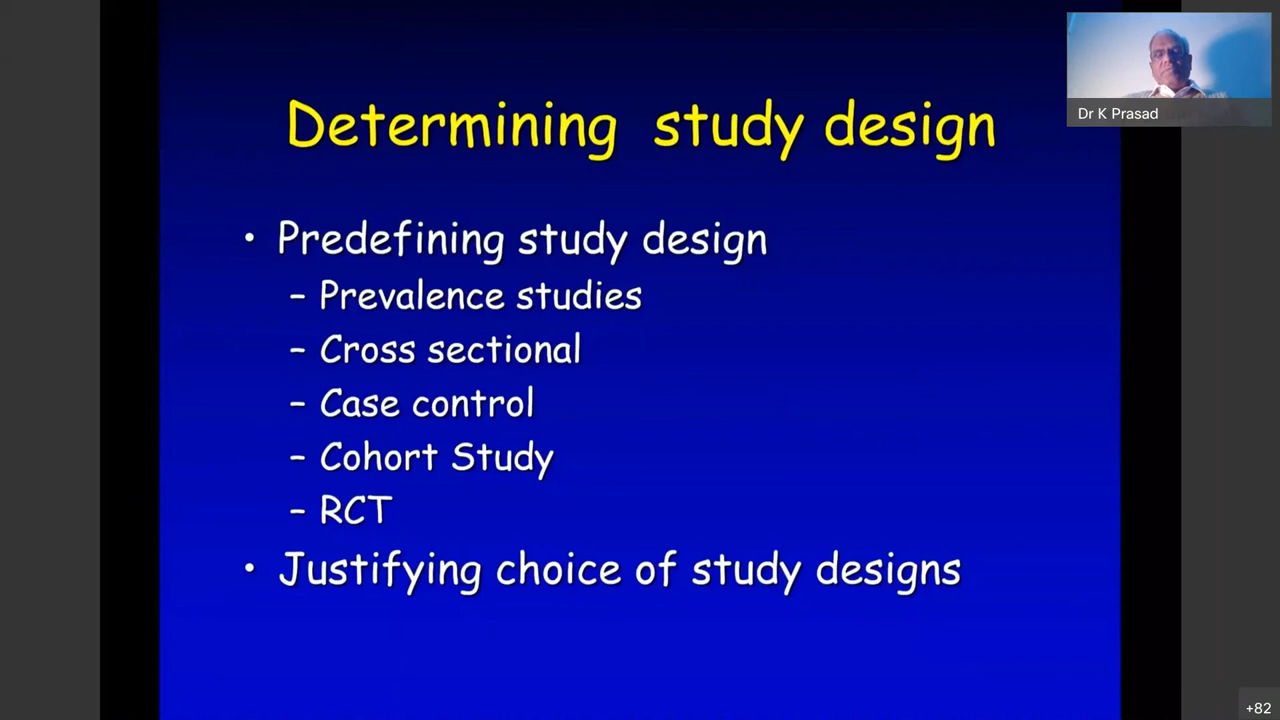 Determining study design
• Predefining study design
– Prevalence studies
– Cross sectional
– Case control
– Cohort Study
– RCT
• Justifying choice of study designs
Dr K Prasad
+82